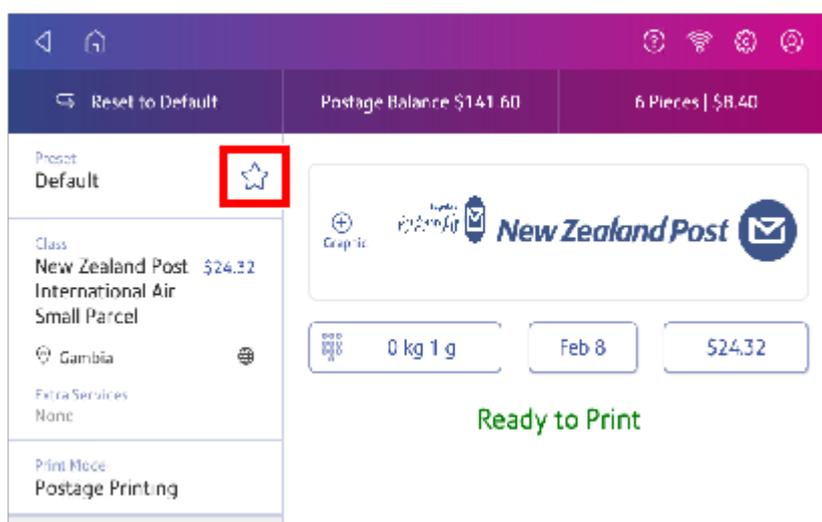 Reset to Default
Postage Balance $141.60
6 Pieces | $8.40
Preset
Default
Class
New Zealand Post $24.32
International Air
Small Parcel
Gambia
Extra Services
None
Print Mode
Postage Printing
Graphic
New Zealand Post
0 kg 1 g
Feb 8
$24.32
Ready to Print